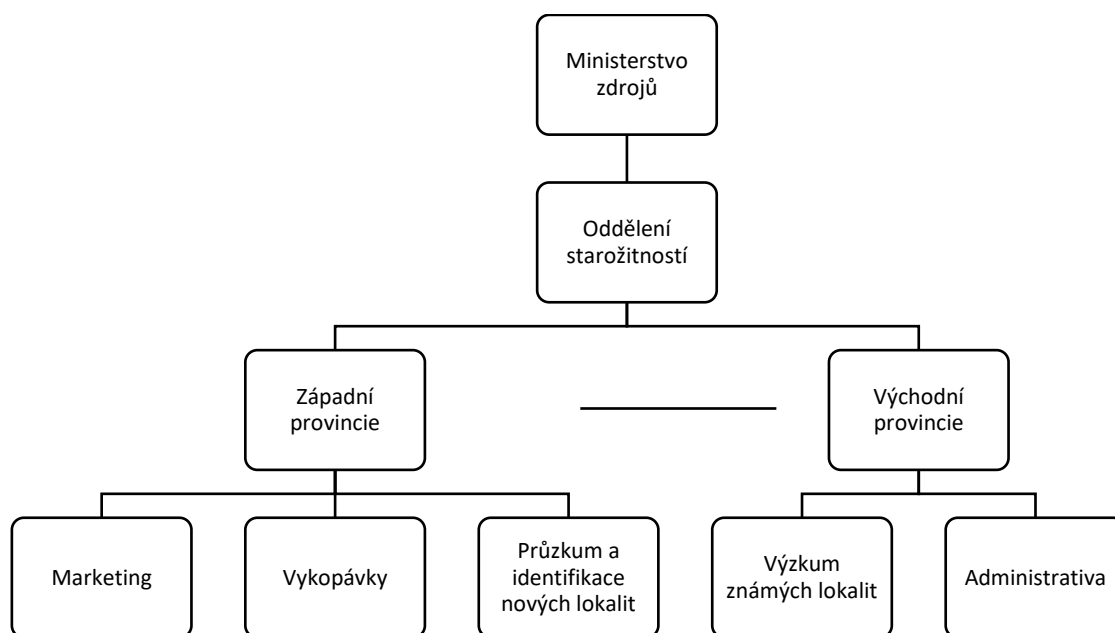 Ministerstvo
zdrojů
Oddělení
starožitností
Západní
provincie
Východní
provincie
Marketing
Vykopávky
Průzkum a
identifikace
nových lokalit
Výzkum
známých lokalit
Administrativa